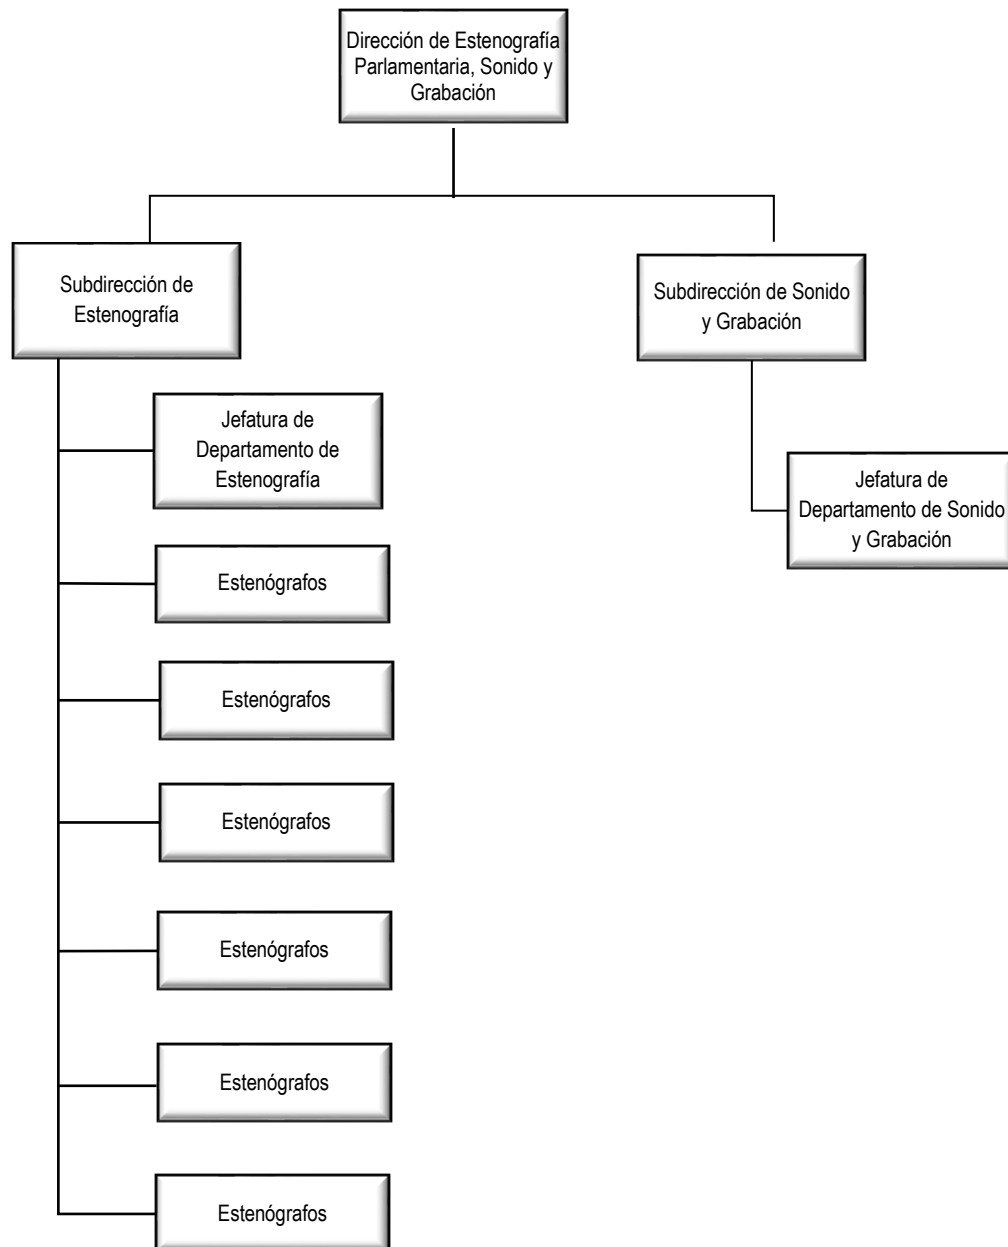 Dirección de Estenografía
Parlamentaria, Sonido y
Grabación
Subdirección de
Estenografía
Subdirección de Sonido
y Grabación
Jefatura de
Departamento de
Estenografía
Jefatura de
Departamento de Sonido
y Grabación
Estenógrafos
Estenógrafos
Estenógrafos
Estenógrafos
Estenógrafos
Estenógrafos